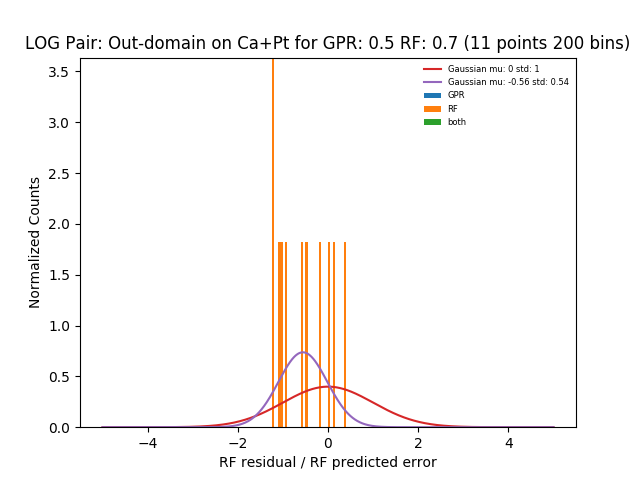 LOG Pair: Out-domain on Ca+Pt for GPR: 0.5 RF: 0.7 (11 points 200 bins)
Gaussian mu: 0 std: 1
Gaussian mu: -0.56 std: 0.54
GPR
RF
both
Normalized Counts
3.5
3.0
2.5
2.0
1.5
1.0
0.5
0.0
−4
−2
0
2
4
RF residual / RF predicted error